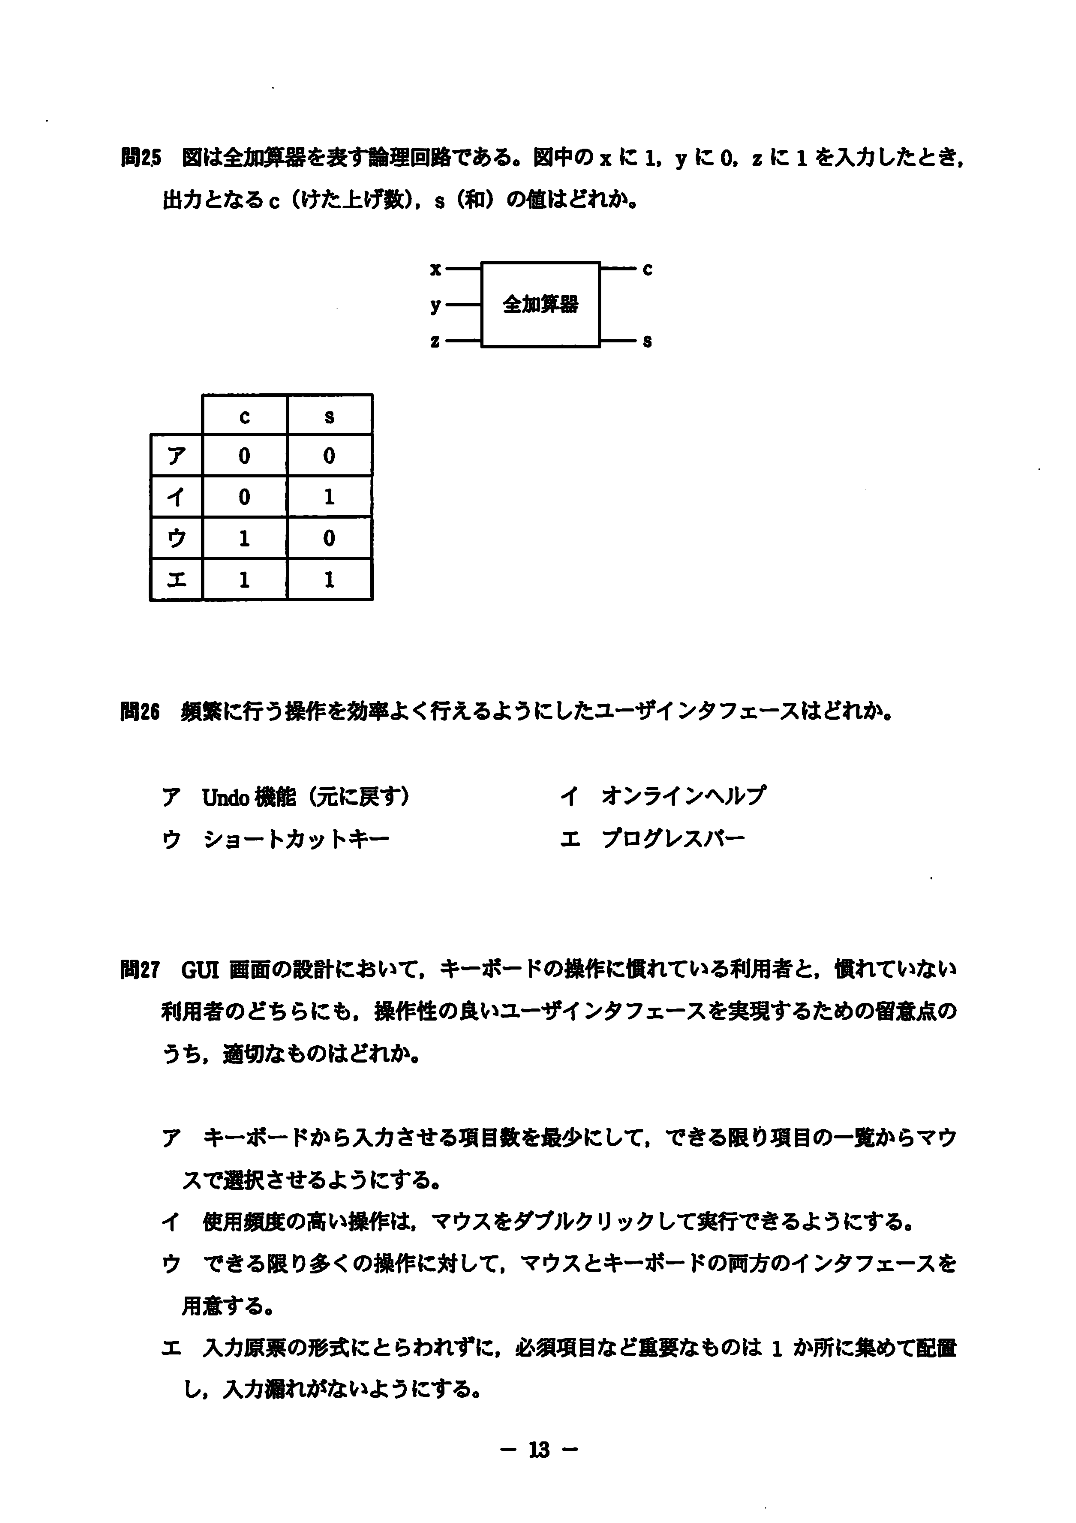 問25 図は全加算器を表す論理回路である。図中の x に 1，y に 0，z に 1 を入力したとき，
出力となる c（けた上げ数），s（和）の値はどれか。
x c
y 全加算器
z s
c s
ア 0 0
イ 0 1
ウ 1 0
エ 1 1
問26 頻繁に行う操作を効率よく行えるようにしたユーザインタフェースはどれか。
ア Undo 機能（元に戻す） イ オンラインヘルプ
ウ ショートカットキー エ プログレスバー
問27 GUI 画面の設計において，キーボードの操作に慣れている利用者と，慣れていない
利用者のどちらにも，操作性の良いユーザインタフェースを実現するための留意点の
うち，適切なものはどれか。
ア キーボードから入力させる項目数を最少にして，できる限り項目の一覧からマウ
スで選択させるようにする。
イ 使用頻度の高い操作は，マウスをダブルクリックして実行できるようにする。
ウ できる限り多くの操作に対して，マウスとキーボードの両方のインタフェースを
用意する。
エ 入力原票の形式にとらわれずに，必須項目など重要なものは 1 か所に集めて配置
し，入力漏れがないようにする。
－ 13 －